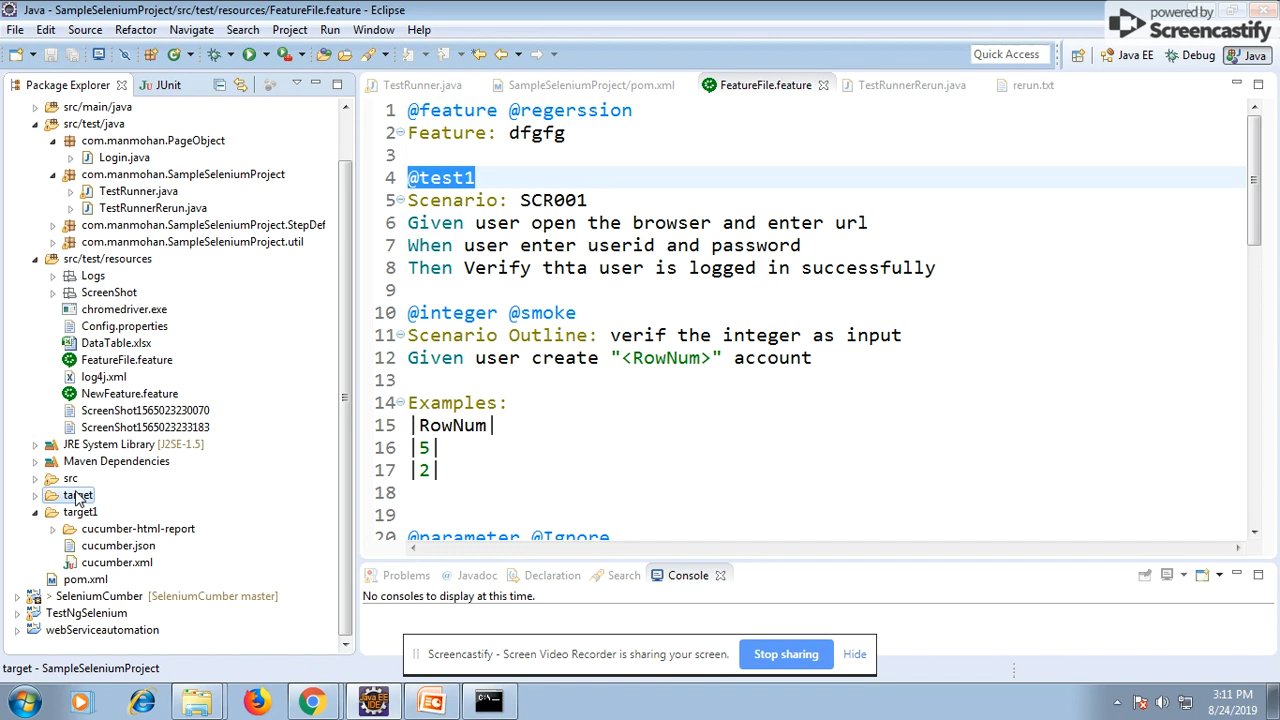 Java - SampleSeleniumProject/src/test/resources/FeatureFile.feature - Eclipse
powered by
Screencastify
File Edit Source Refactor Navigate Search Project Run Window Help
Quick Access
Java EE
Debug
Java
Package Explorer
JUnit
src/main/java
src/test/java
com.manmohan.PageObject
Login.java
com.manmohan.SampleSeleniumProject
TestRunner.java
TestRunnerRerun.java
com.manmohan.SampleSeleniumProject.StepDef
com.manmohan.SampleSeleniumProject.util
src/test/resources
Logs
ScreenShot
chromedriver.exe
Config.properties
DataTable.xlsx
FeatureFile.feature
log4j.xml
NewFeature.feature
ScreenShot1565023230070
ScreenShot1565023233183
JRE System Library [J2SE-1.5]
Maven Dependencies
src
target
target1
cucumber-html-report
cucumber.json
cucumber.xml
pom.xml
> SeleniumCumber [SeleniumCumber master]
TestNgSelenium
webServiceautomation
TestRunner.java
SampleSeleniumProject/pom.xml
FeatureFile.feature
TestRunnerRerun.java
rerun.txt
1 @feature @regerssion
2 Feature: dfgfg
3
4 @test1
5 Scenario: SCR001
6 Given user open the browser and enter url
7 When user enter userid and password
8 Then Verify thta user is logged in successfully
9
10 @integer @smoke
11 Scenario Outline: verif the integer as input
12 Given user create "<RowNum>" account
13
14 Examples:
15 |RowNum|
16 |5|
17 |2|
18
19
20 @parameter @Ignore
Problems
Javadoc
Declaration
Search
Console
No consoles to display at this time.
Screencastify - Screen Video Recorder is sharing your screen.
Stop sharing
Hide
target - SampleSeleniumProject
3:11 PM
8/24/2019